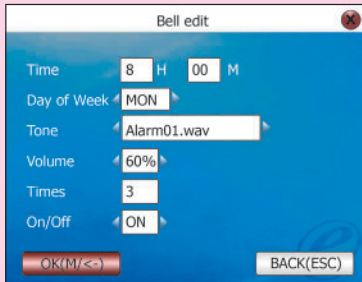 Bell edit
Time 8 H 00 M
Day of Week MON
Tone Alarm01.wav
Volume 60%
Times 3
On/Off ON
OK(M/<-) BACK(ESC)